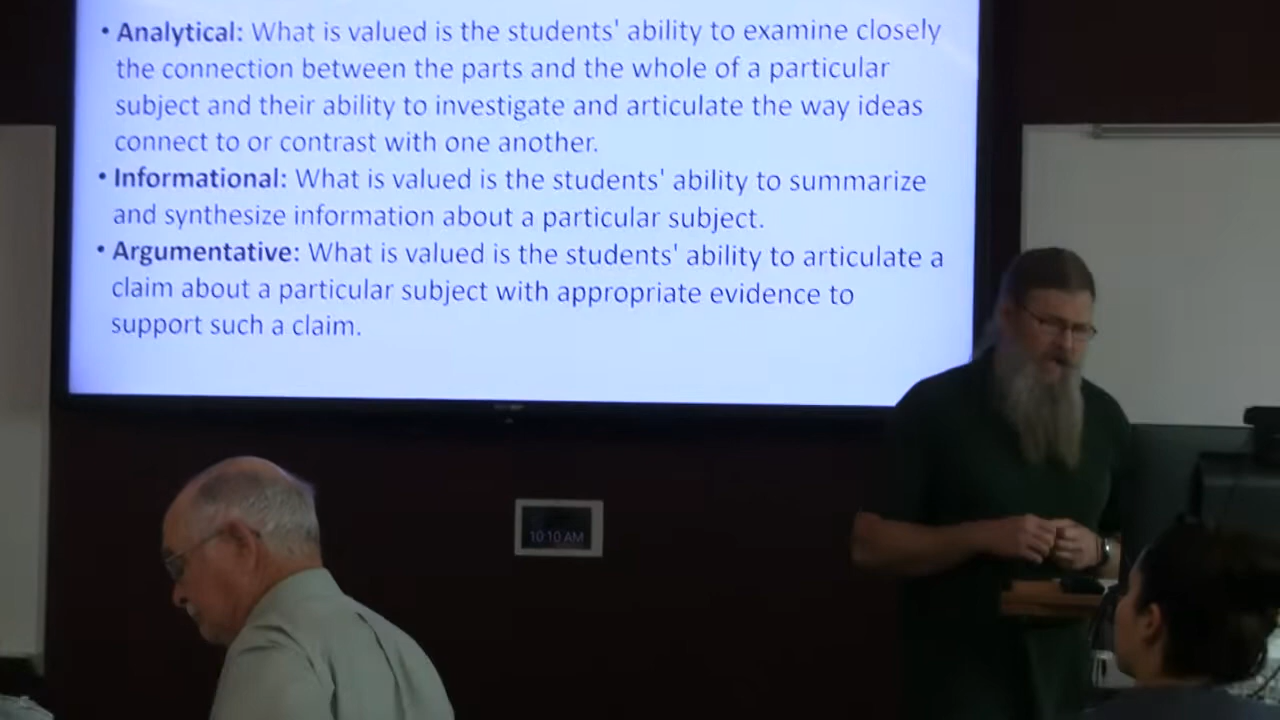 • Analytical: What is valued is the students' ability to examine closely
the connection between the parts and the whole of a particular
subject and their ability to investigate and articulate the way ideas
connect to or contrast with one another.
• Informational: What is valued is the students' ability to summarize
and synthesize information about a particular subject.
• Argumentative: What is valued is the students' ability to articulate a
claim about a particular subject with appropriate evidence to
support such a claim.
10:10 AM